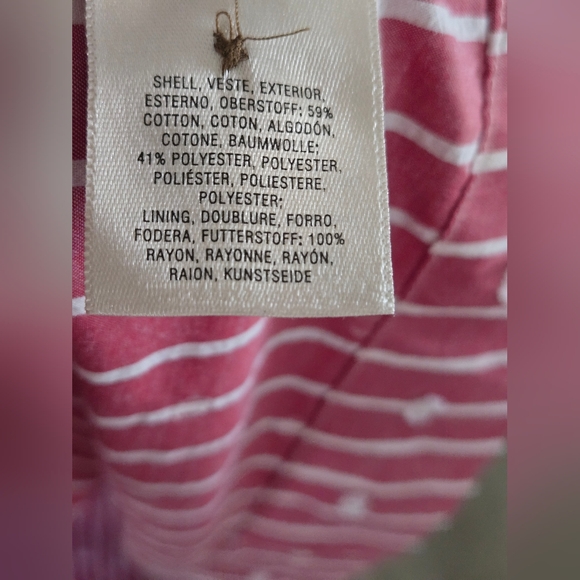 SHELL, VESTE, EXTERIOR,
ESTERNO, OBERSTOFF: 59%
COTTON, COTON, ALGODÓN,
COTONE, BAUMWOLLE;
41% POLYESTER, POLYESTER,
POLIÉSTER, POLIESTERE,
POLYESTER;
LINING, DOUBLURE, FORRO,
FODERA, FUTTERSTOFF: 100%
RAYON, RAYONNE, RAYÓN,
RAION, KUNSTSEIDE